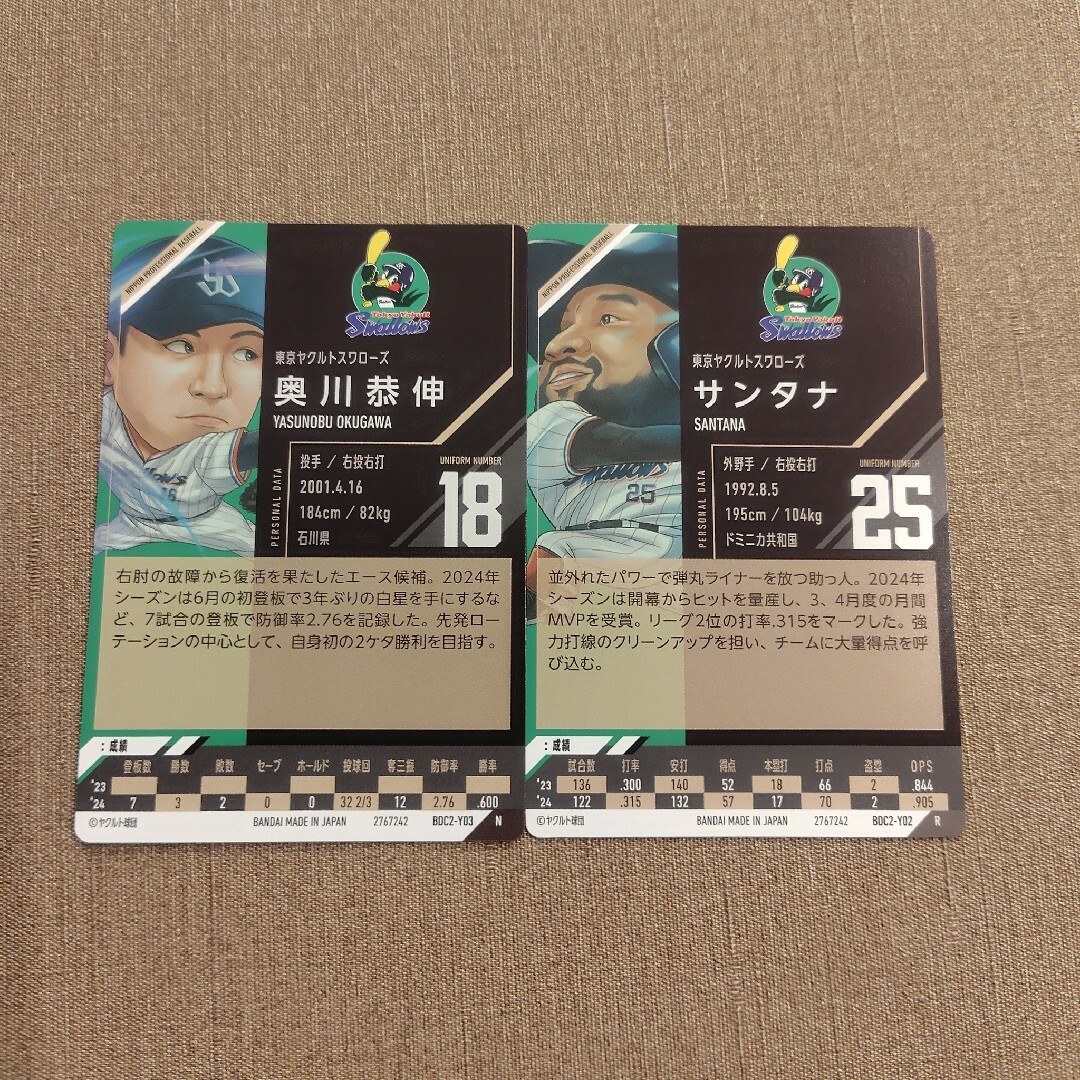 NIPPON PROFESSIONAL BASEBALL
Tokyo Yakult
Swallows
東京ヤクルトスワローズ
奥川恭伸
YASUNOBU OKUGAWA
PERSONAL DATA
投手 / 右投右打
2001.4.16
184cm / 82kg
石川県
UNIFORM NUMBER
18
右肘の故障から復活を果たしたエース候補。2024年
シーズンは6月の初登板で3年ぶりの白星を手にするな
ど、7試合の登板で防御率2.76を記録した。先発ロー
テーションの中心として、自身初の2ケタ勝利を目指す。
：成績
登板数 勝数 敗数 セーブ ホールド 投球回 奪三振 防御率 勝率
'23
'24 7 3 2 0 0 32 2/3 12 2.76 .600
©ヤクルト球団 BANDAI MADE IN JAPAN 2767242 BDC2-Y03 N
NIPPON PROFESSIONAL BASEBALL
Tokyo Yakult
Swallows
東京ヤクルトスワローズ
サンタナ
SANTANA
Swallows
25
PERSONAL DATA
外野手 / 右投右打
1992.8.5
195cm / 104kg
ドミニカ共和国
UNIFORM NUMBER
25
並外れたパワーで弾丸ライナーを放つ助っ人。2024年
シーズンは開幕からヒットを量産し、3、4月度の月間
MVPを受賞。リーグ2位の打率.315をマークした。強
力打線のクリーンアップを担い、チームに大量得点を呼
び込む。
：成績
試合数 打率 安打 得点 本塁打 打点 盗塁 OPS
'23 136 .300 140 52 18 66 2 .844
'24 122 .315 132 57 17 70 2 .905
©ヤクルト球団 BANDAI MADE IN JAPAN 2767242 BDC2-Y02 R